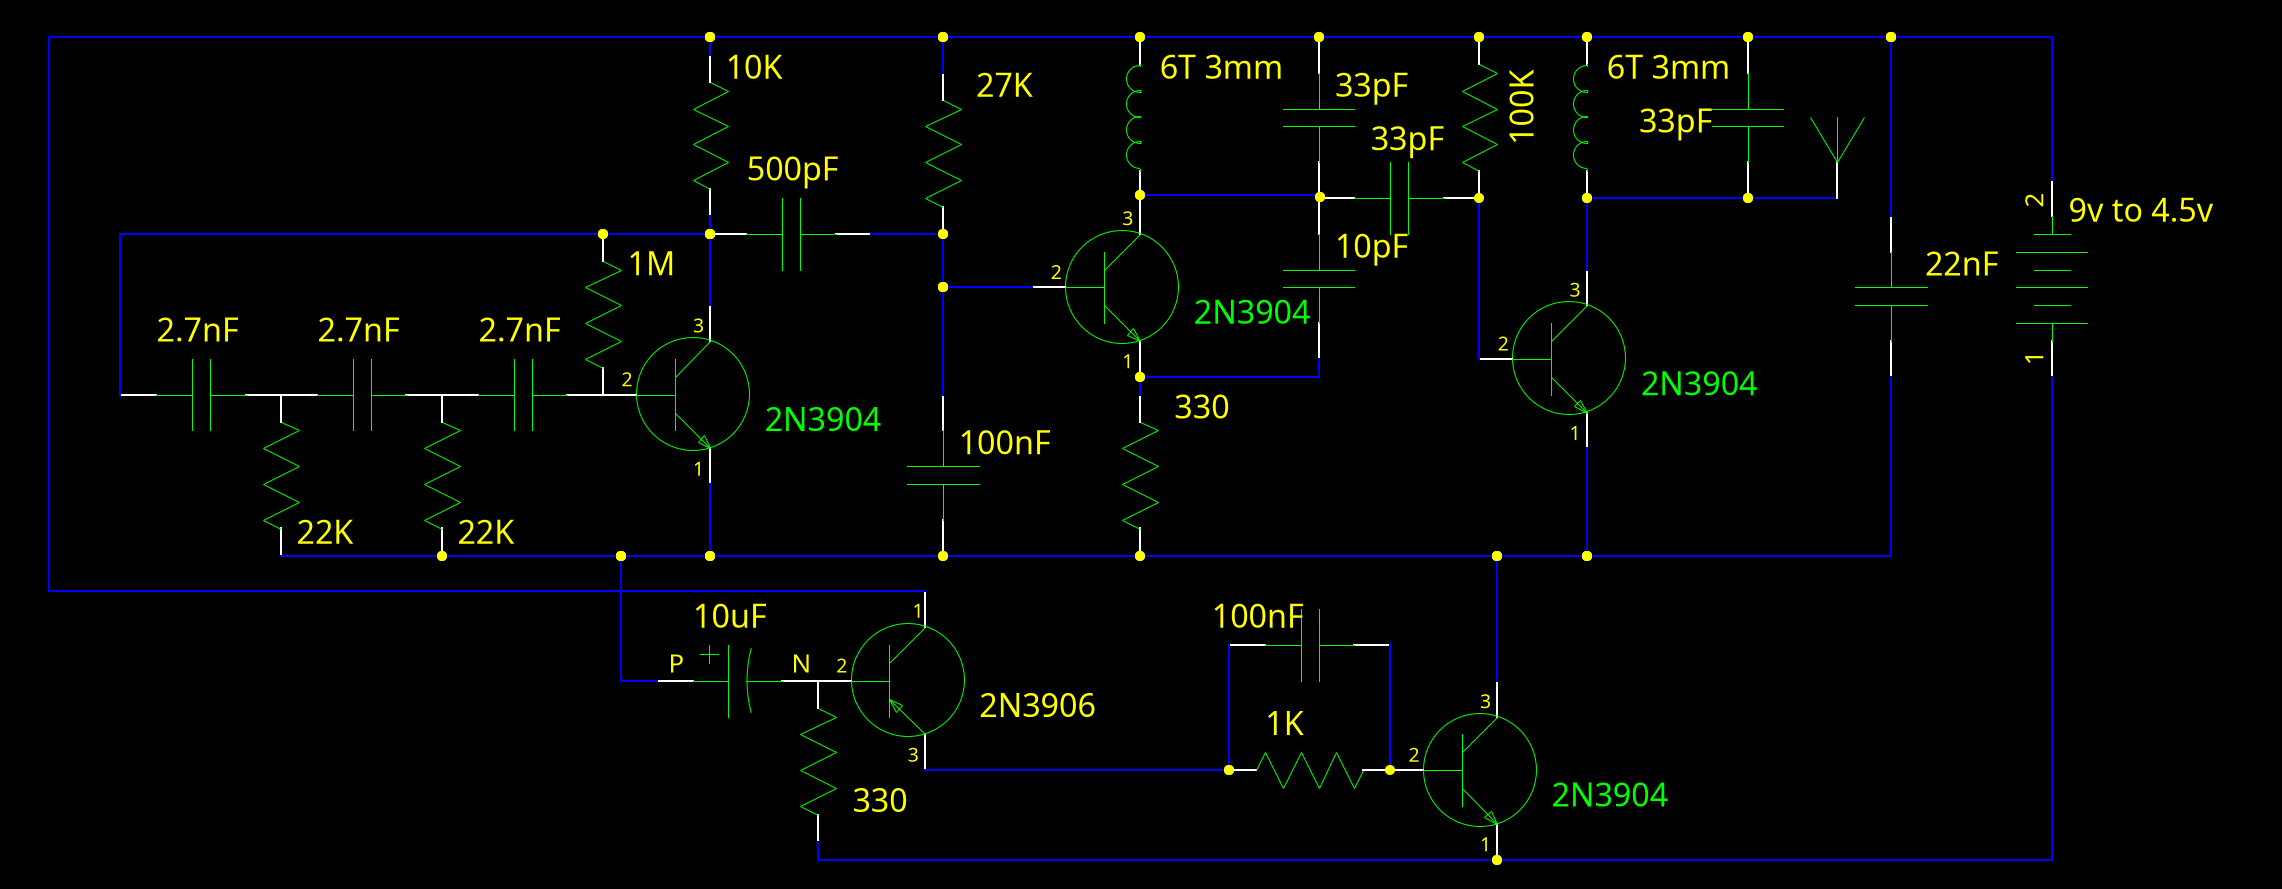 10K
27K
6T 3mm
33pF
33pF
100K
6T 3mm
33pF
500pF
1M
3
2
10pF
2N3904
1
330
3
2
2N3904
1
22nF
2
9v to 4.5v
1
2.7nF
2.7nF
2.7nF
3
2
2N3904
1
100nF
22K
22K
10uF
P
N
1
2
2N3906
3
330
100nF
1K
3
2
2N3904
1